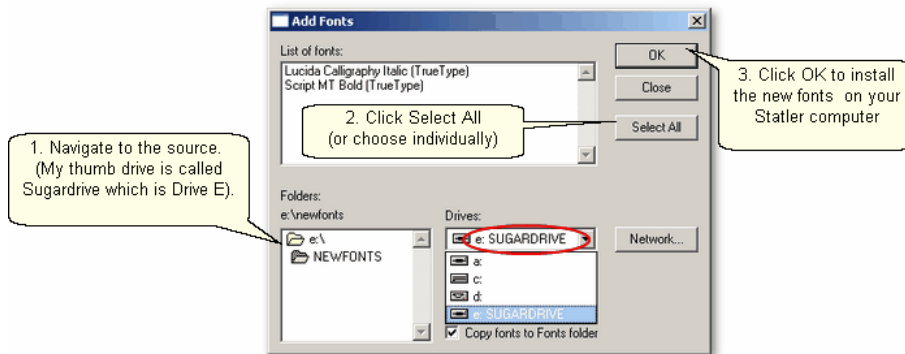 Add Fonts
List of fonts:
Lucida Calligraphy Italic (TrueType)
Script MT Bold (TrueType)
OK
Close
Select All
3. Click OK to install
the new fonts on your
Statler computer
2. Click Select All
(or choose individually)
1. Navigate to the source.
(My thumb drive is called
Sugardrive which is Drive E).
Folders:
e:\newfonts
e:\
NEWFONTS
Drives:
e: SUGARDRIVE
a:
c:
d:
e: SUGARDRIVE
Network...
Copy fonts to Fonts folder